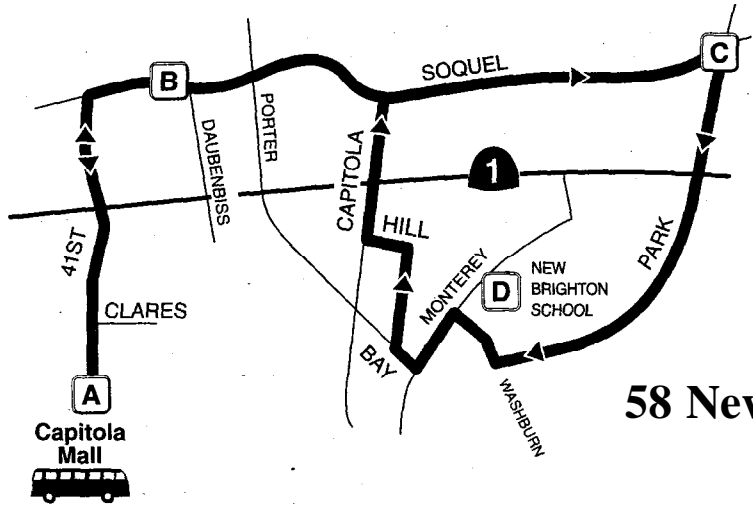 C
B
SOQUEL
PORTER
DAUBENBISS
CAPITOLA
1
41ST
HILL
PARK
MONTEREY
D
NEW
BRIGHTON
SCHOOL
CLARES
BAY
WASHBURN
A
Capitola
Mall
58 New